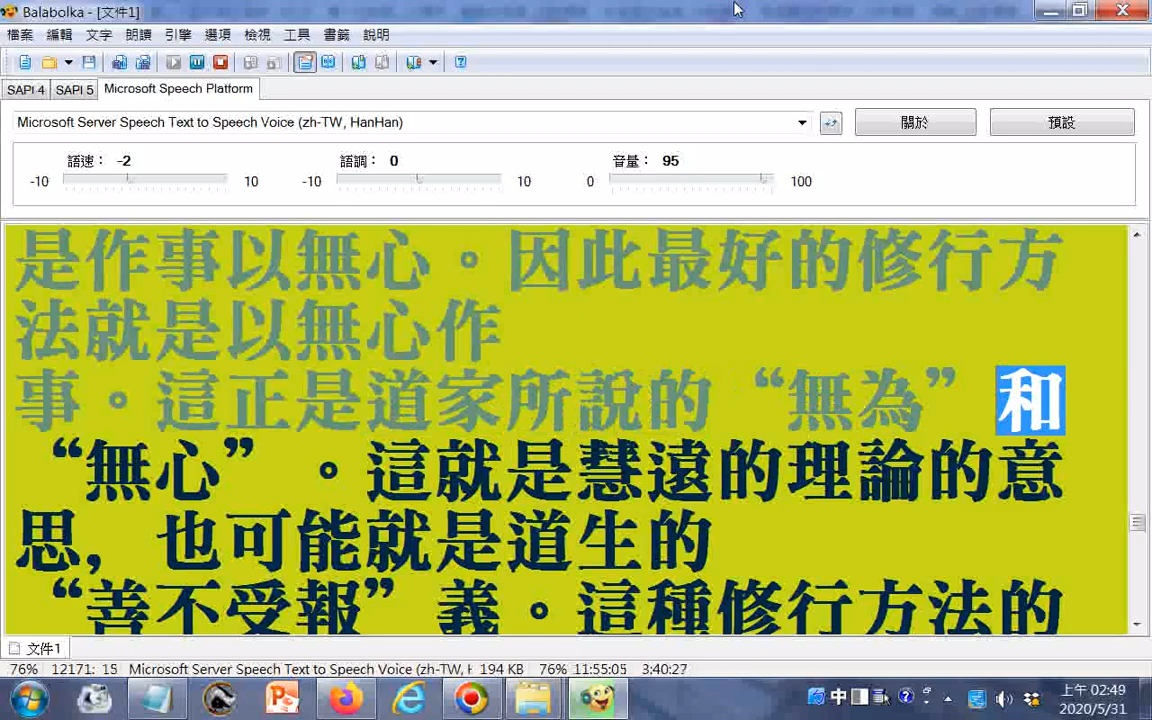 Balabolka - [文件1]
檔案 編輯 文字 朗讀 引擎 選項 檢視 工具 書籤 說明
SAPI 4 SAPI 5 Microsoft Speech Platform
Microsoft Server Speech Text to Speech Voice (zh-TW, HanHan) 關於 預設
語速： -2 語調： 0 音量： 95
-10 10 -10 10 0 100
是作事以無心。因此最好的修行方
法就是以無心作
事。這正是道家所說的“無為”和
“無心”。這就是慧遠的理論的意
思，也可能就是道生的
“善不受報”義。這種修行方法的
文件1
76% 12171: 15 Microsoft Server Speech Text to Speech Voice (zh-TW, H 194 KB 76% 11:55:05 3:40:27
中 上午 02:49
2020/5/31